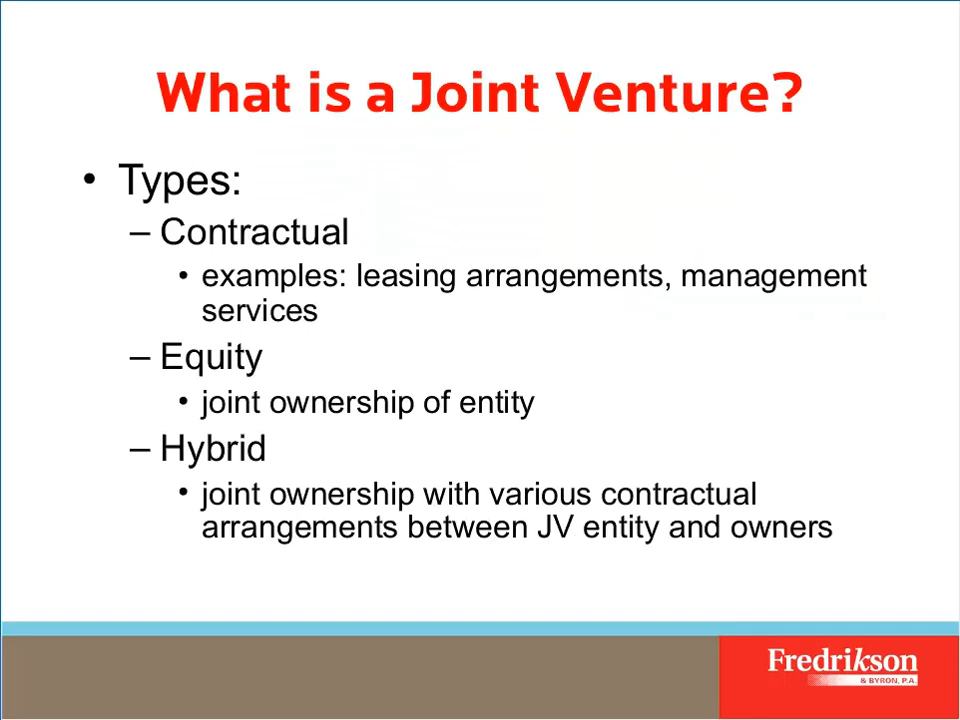 What is a Joint Venture?
• Types:
– Contractual
• examples: leasing arrangements, management
services
– Equity
• joint ownership of entity
– Hybrid
• joint ownership with various contractual
arrangements between JV entity and owners
Fredrikson
& BYRON, P.A.